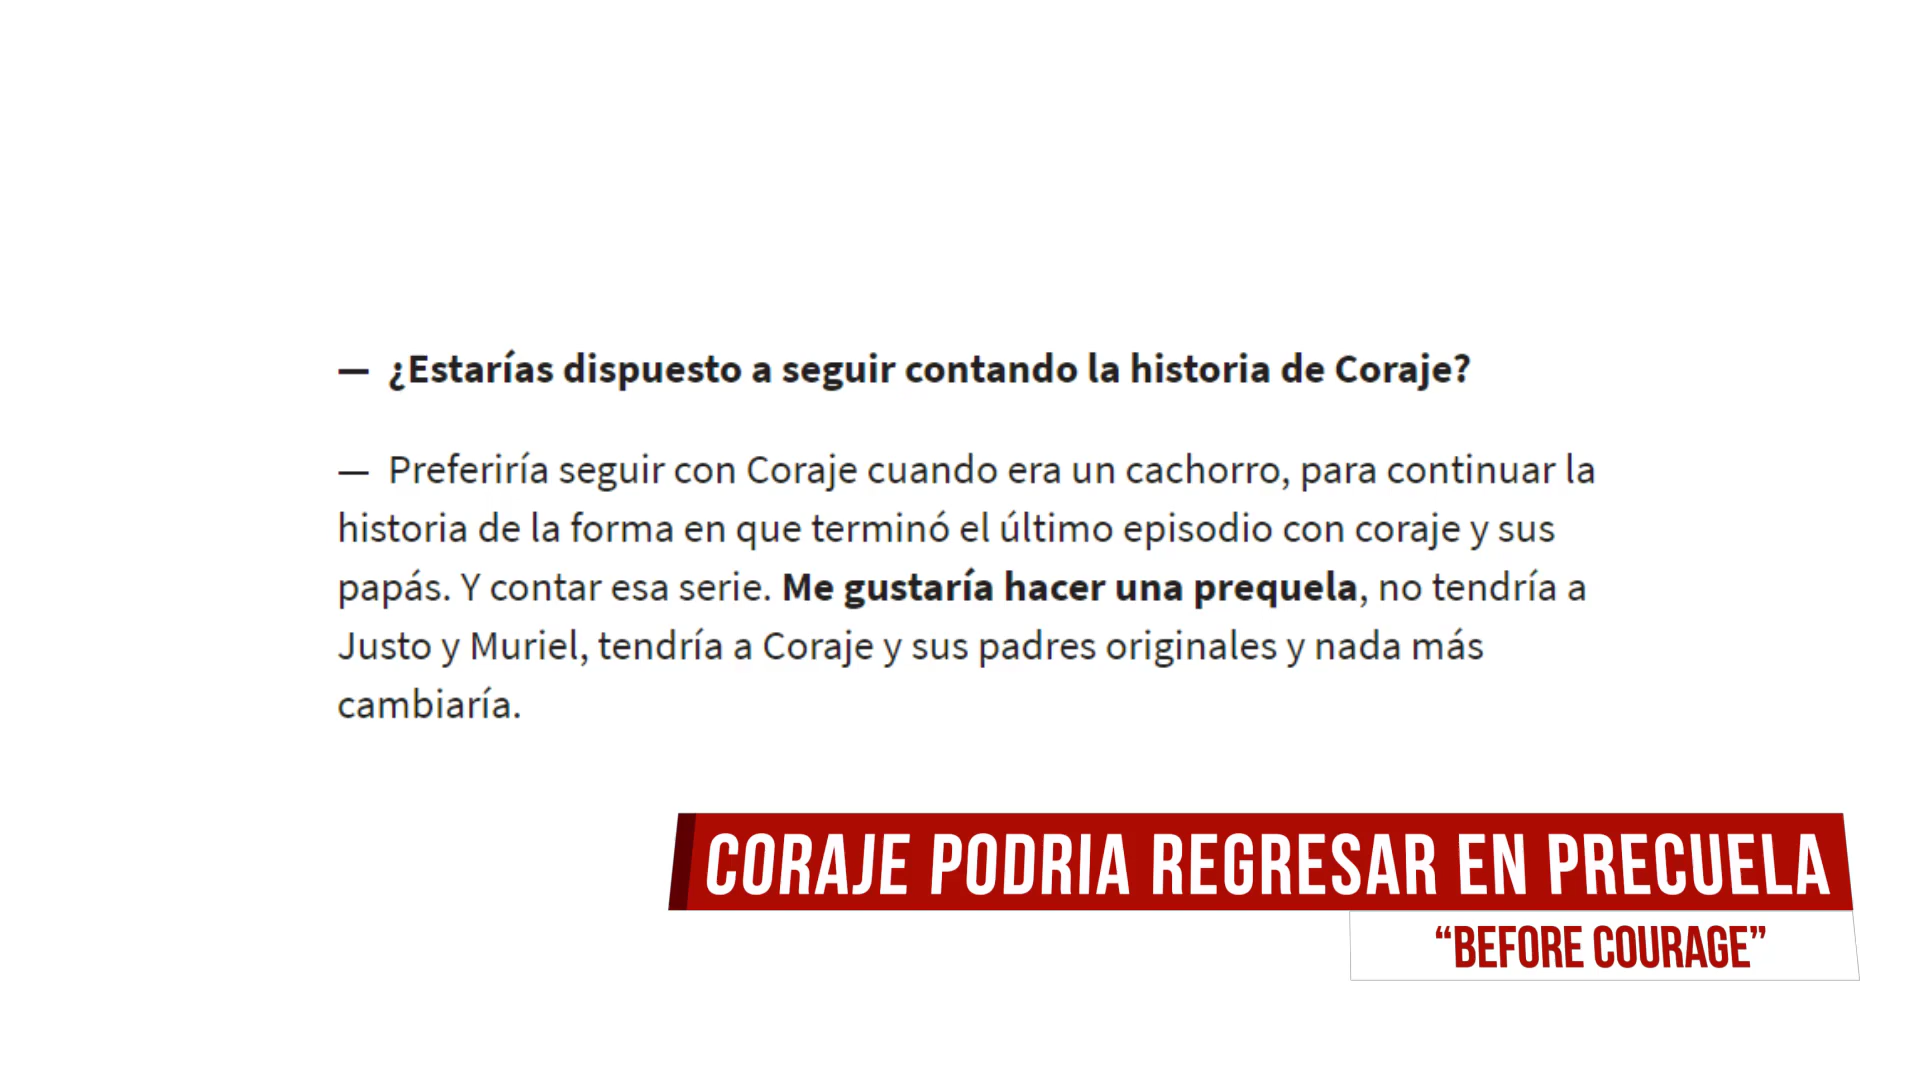 — ¿Estarías dispuesto a seguir contando la historia de Coraje?
— Preferiría seguir con Coraje cuando era un cachorro, para continuar la
historia de la forma en que terminó el último episodio con coraje y sus
papás. Y contar esa serie. Me gustaría hacer una prequela, no tendría a
Justo y Muriel, tendría a Coraje y sus padres originales y nada más
cambiaría.
CORAJE PODRIA REGRESAR EN PRECUELA
“BEFORE COURAGE”